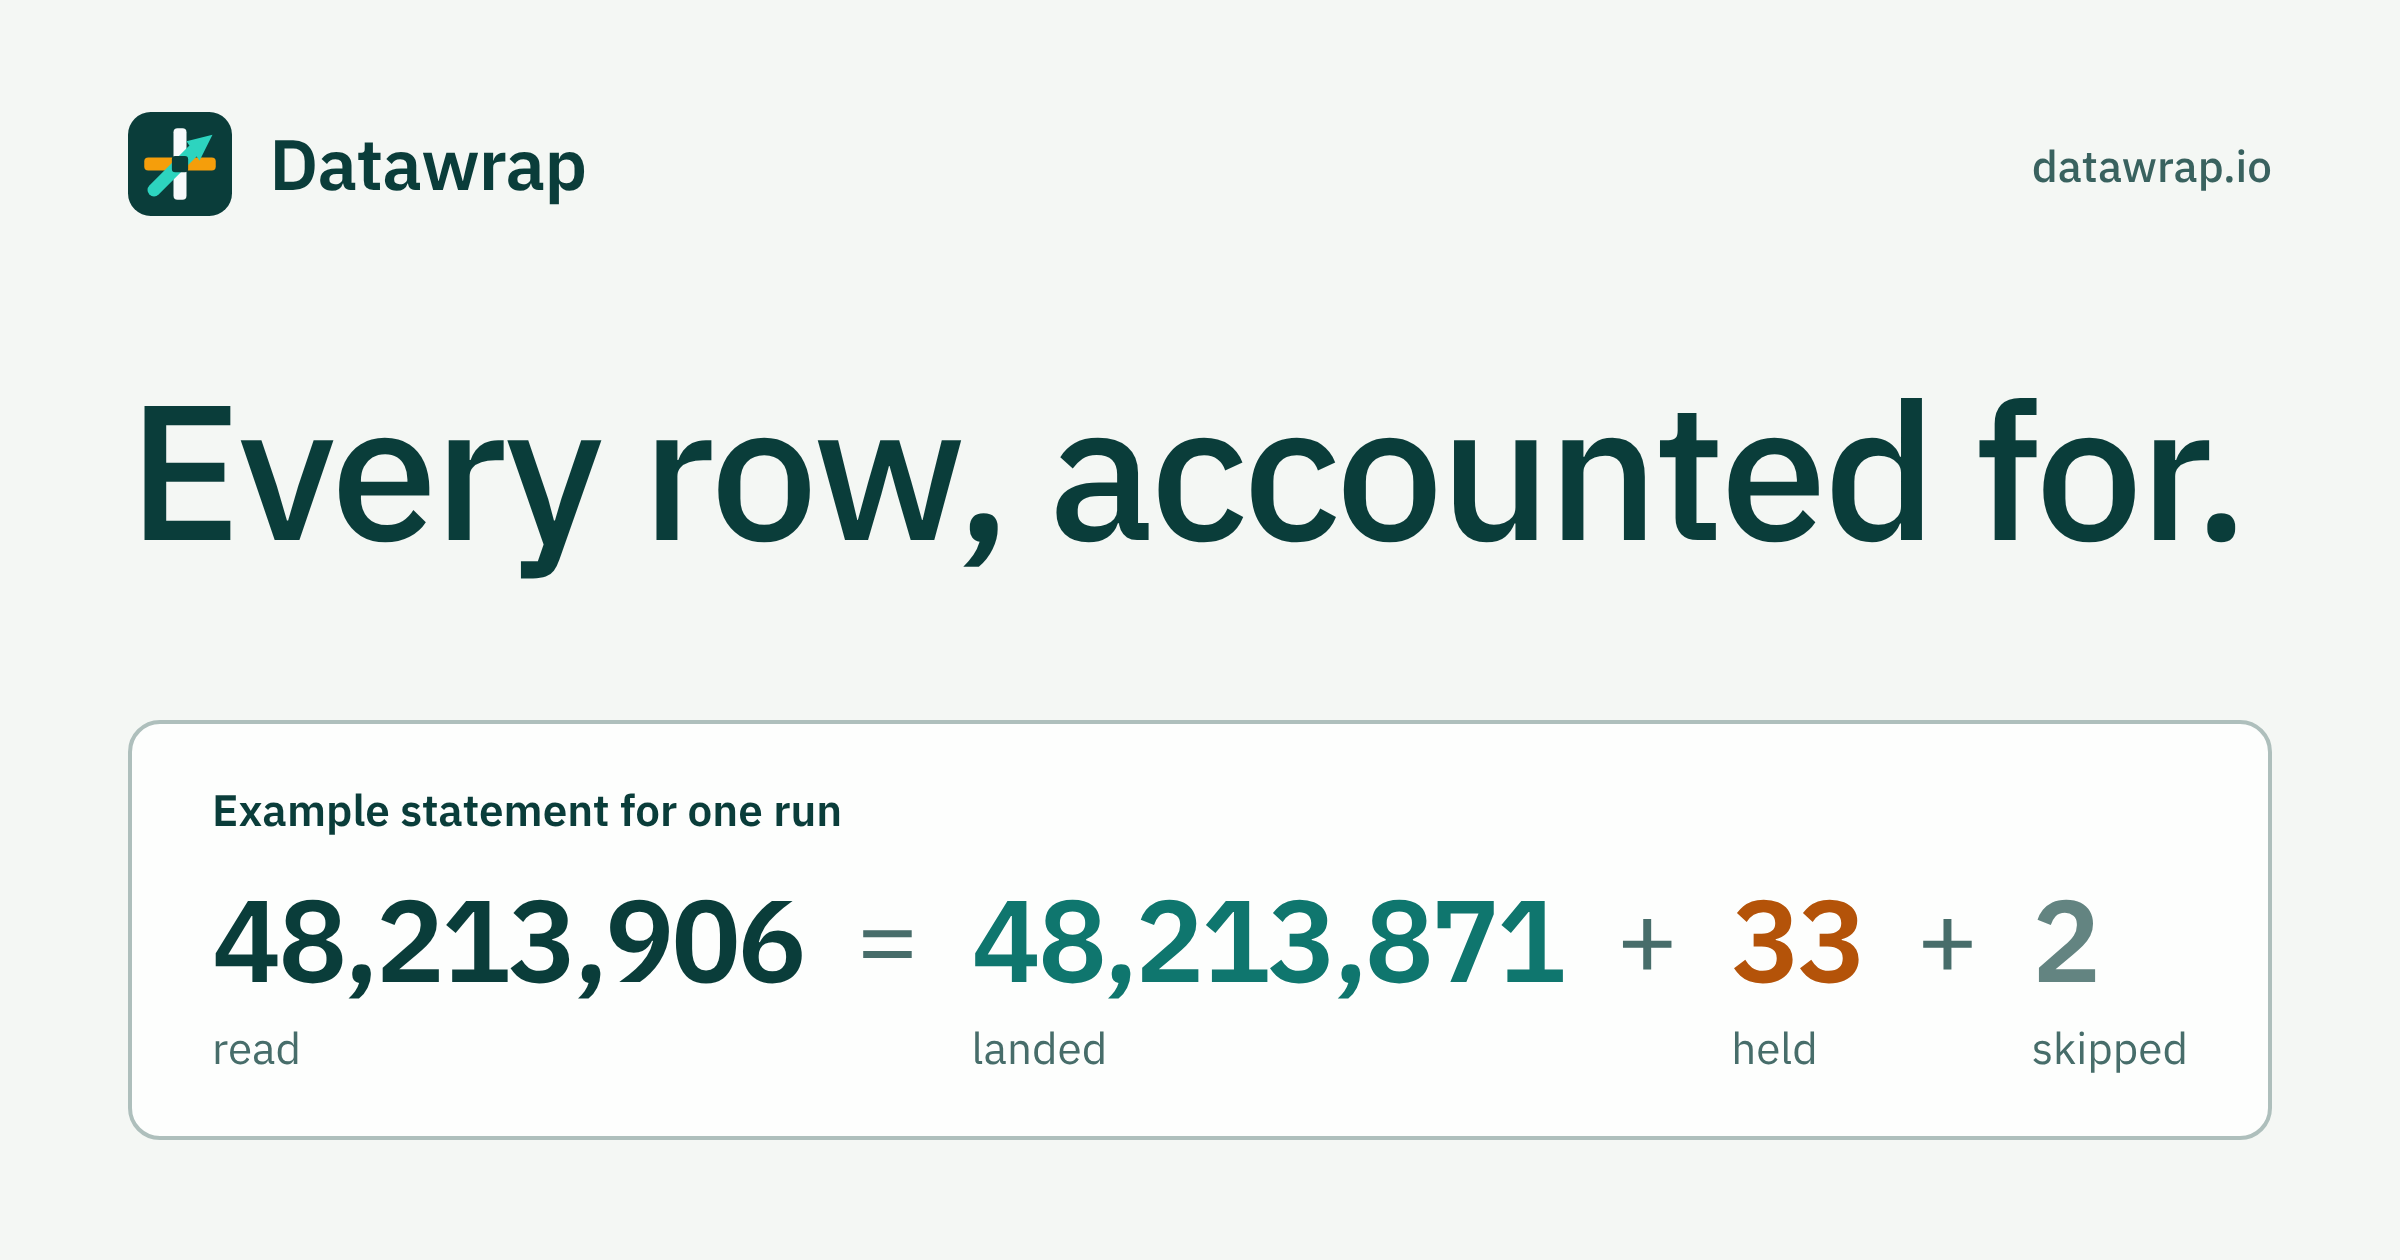 Datawrap
datawrap.io
Every row, accounted for.
Example statement for one run
48,213,906 = 48,213,871 + 33 + 2
read landed held skipped